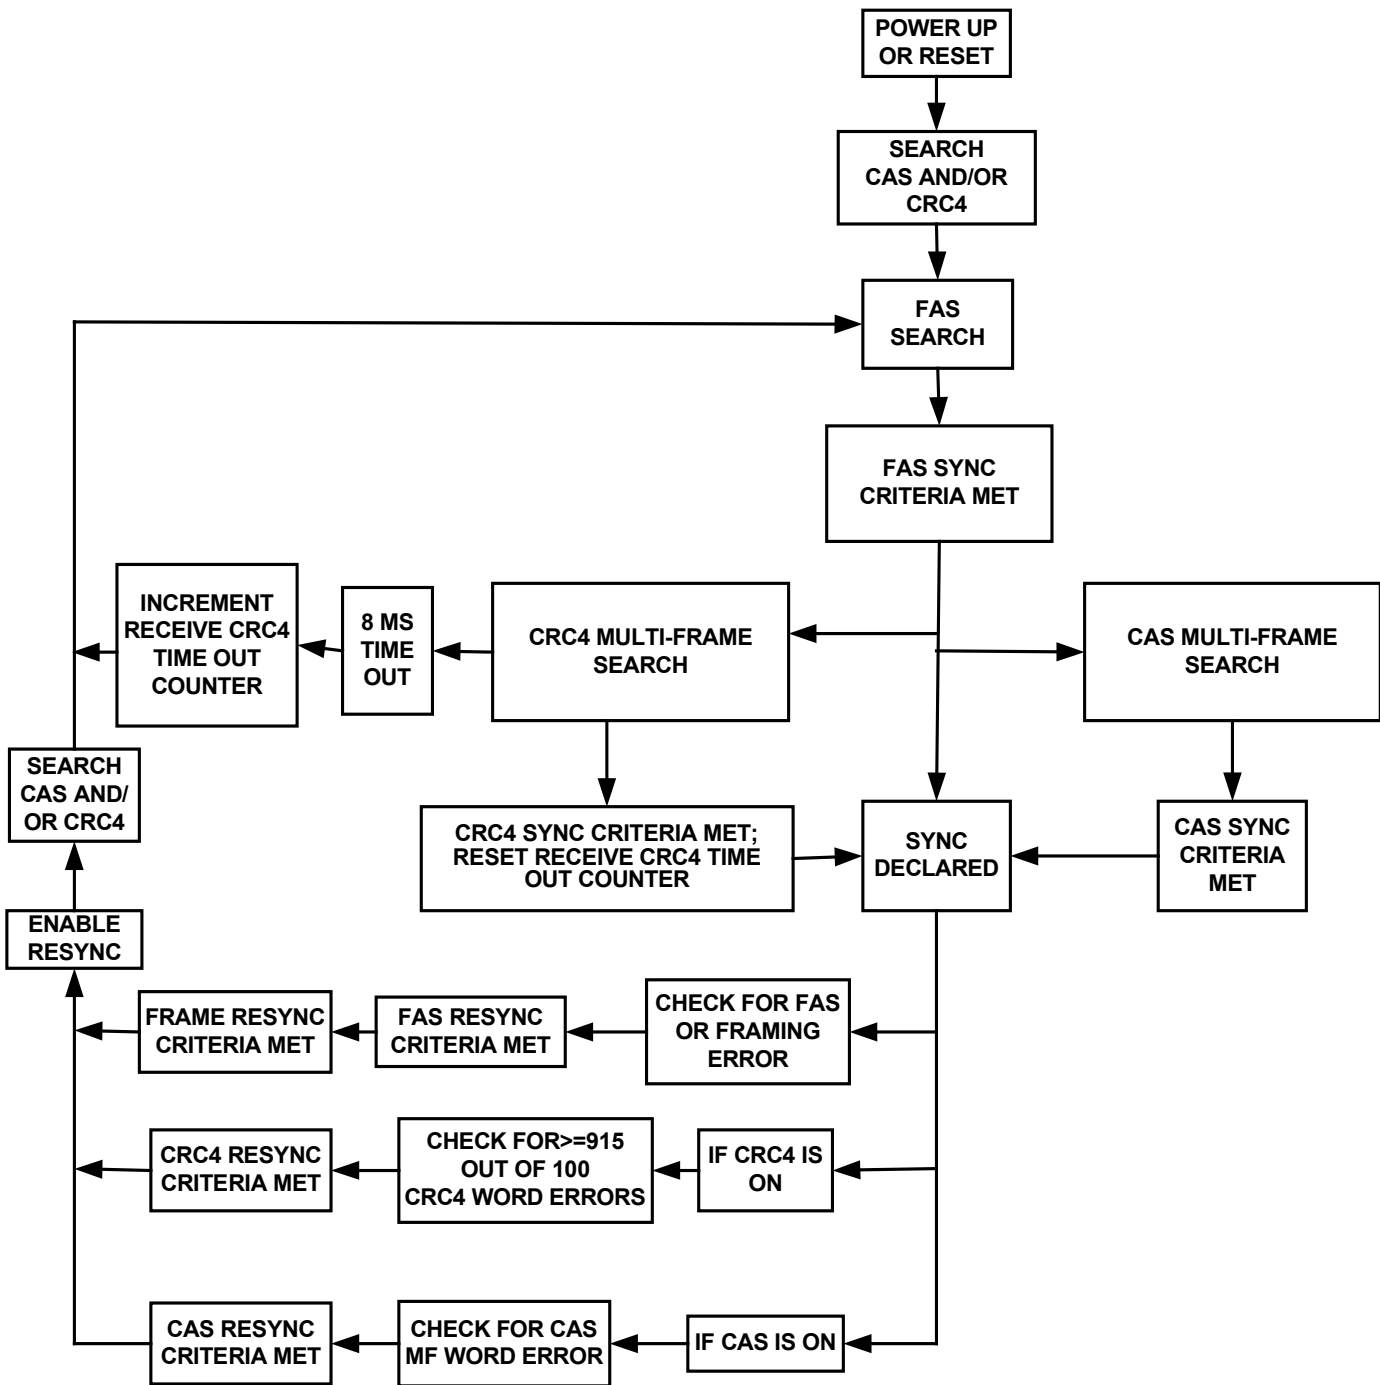 POWER UP
OR RESET
SEARCH
CAS AND/OR
CRC4
FAS
SEARCH
FAS SYNC
CRITERIA MET
INCREMENT
RECEIVE CRC4
TIME OUT
COUNTER
8 MS
TIME
OUT
CRC4 MULTI-FRAME
SEARCH
CAS MULTI-FRAME
SEARCH
SEARCH
CAS AND/
OR CRC4
CRC4 SYNC CRITERIA MET;
RESET RECEIVE CRC4 TIME
OUT COUNTER
SYNC
DECLARED
CAS SYNC
CRITERIA
MET
ENABLE
RESYNC
FRAME RESYNC
CRITERIA MET
FAS RESYNC
CRITERIA MET
CHECK FOR FAS
OR FRAMING
ERROR
CRC4 RESYNC
CRITERIA MET
CHECK FOR>=915
OUT OF 100
CRC4 WORD ERRORS
IF CRC4 IS
ON
CAS RESYNC
CRITERIA MET
CHECK FOR CAS
MF WORD ERROR
IF CAS IS ON